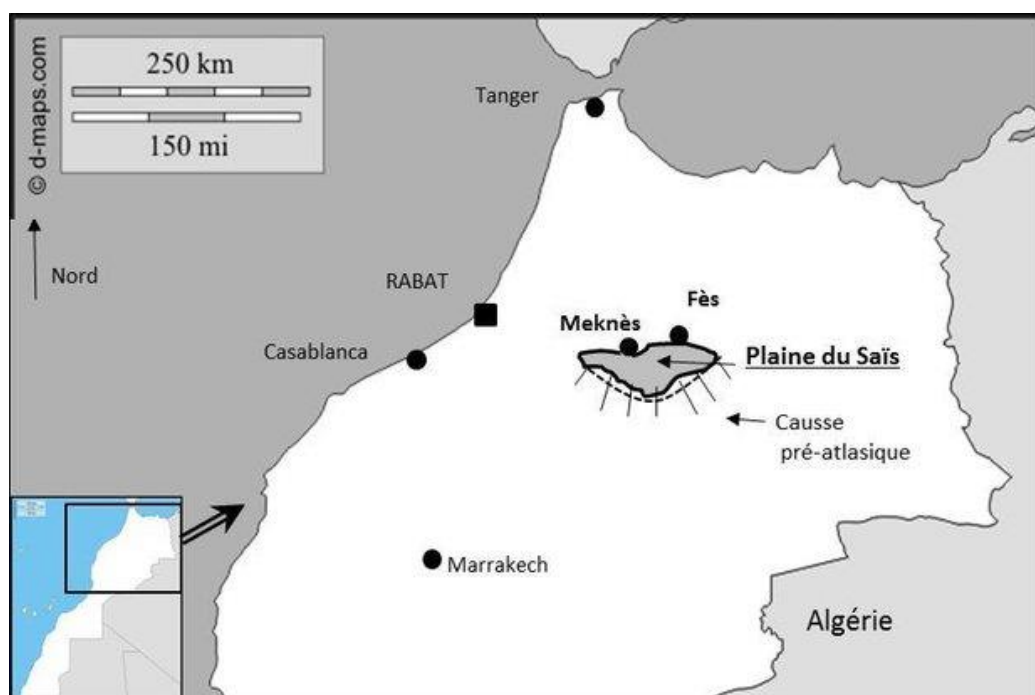 © d-maps.com
250 km
150 mi
Nord
Tanger
RABAT
Casablanca
Fès
Meknès
Plaine du Saïs
Causse
pré-atlasique
Marrakech
Algérie